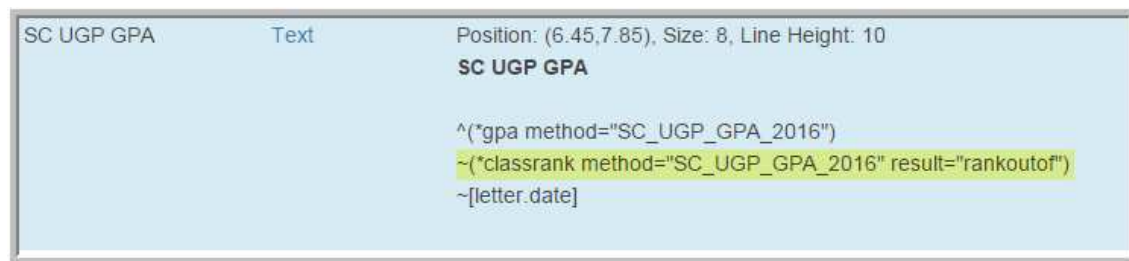 SC UGP GPA Text Position: (6.45,7.85), Size: 8, Line Height: 10
SC UGP GPA
^(*gpa method="SC_UGP_GPA_2016")
~(*classrank method="SC_UGP_GPA_2016" result="rankoutof")
~[letter.date]